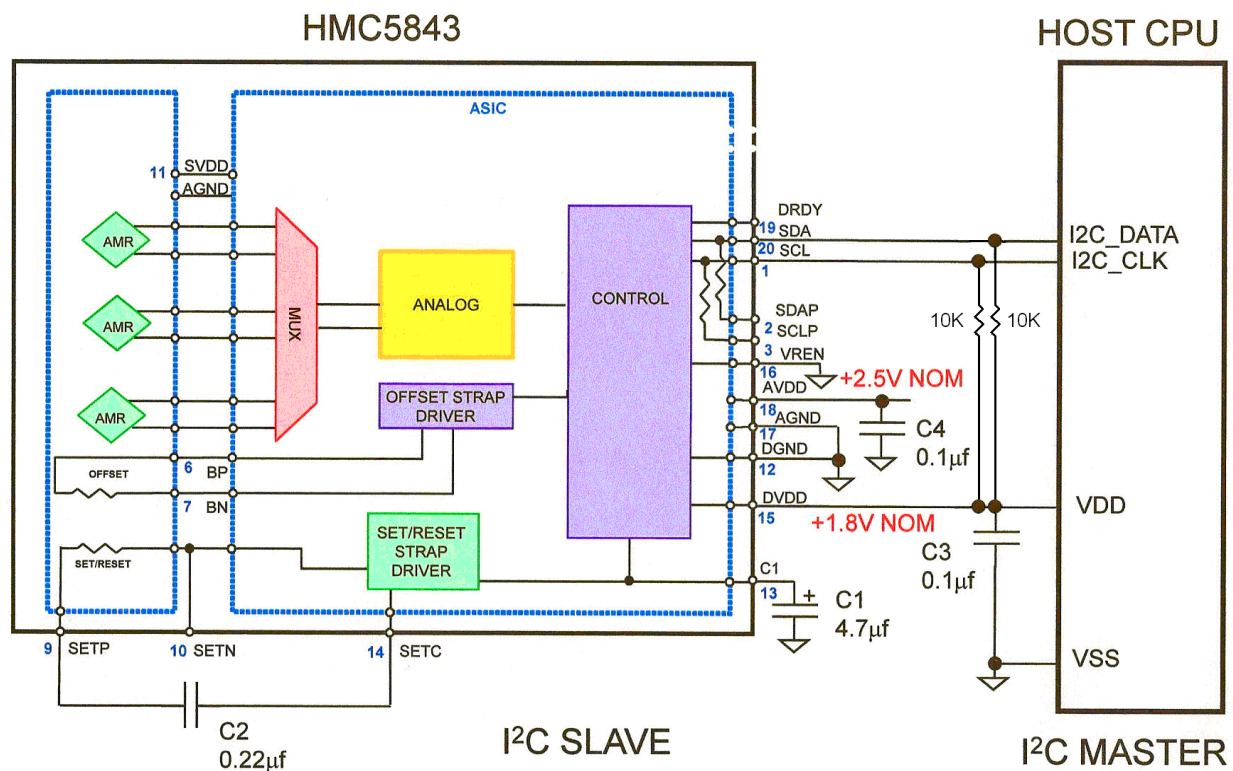 HMC5843
HOST CPU
ASIC
11
SVDD
AGND
AMR
AMR
AMR
MUX
ANALOG
CONTROL
OFFSET STRAP
DRIVER
OFFSET
6
BP
7
BN
SET/RESET
SET/RESET
STRAP
DRIVER
DRDY
19
SDA
20
SCL
1
SDAP
2
SCLP
3
VREN
16
AVDD
18
AGND
17
DGND
12
DVDD
15
C1
13
+2.5V NOM
+1.8V NOM
C4
0.1µf
C3
0.1µf
C1
4.7µf
+
10K
10K
I2C_DATA
I2C_CLK
VDD
VSS
9
SETP
10
SETN
14
SETC
C2
0.22µf
I²C SLAVE
I²C MASTER